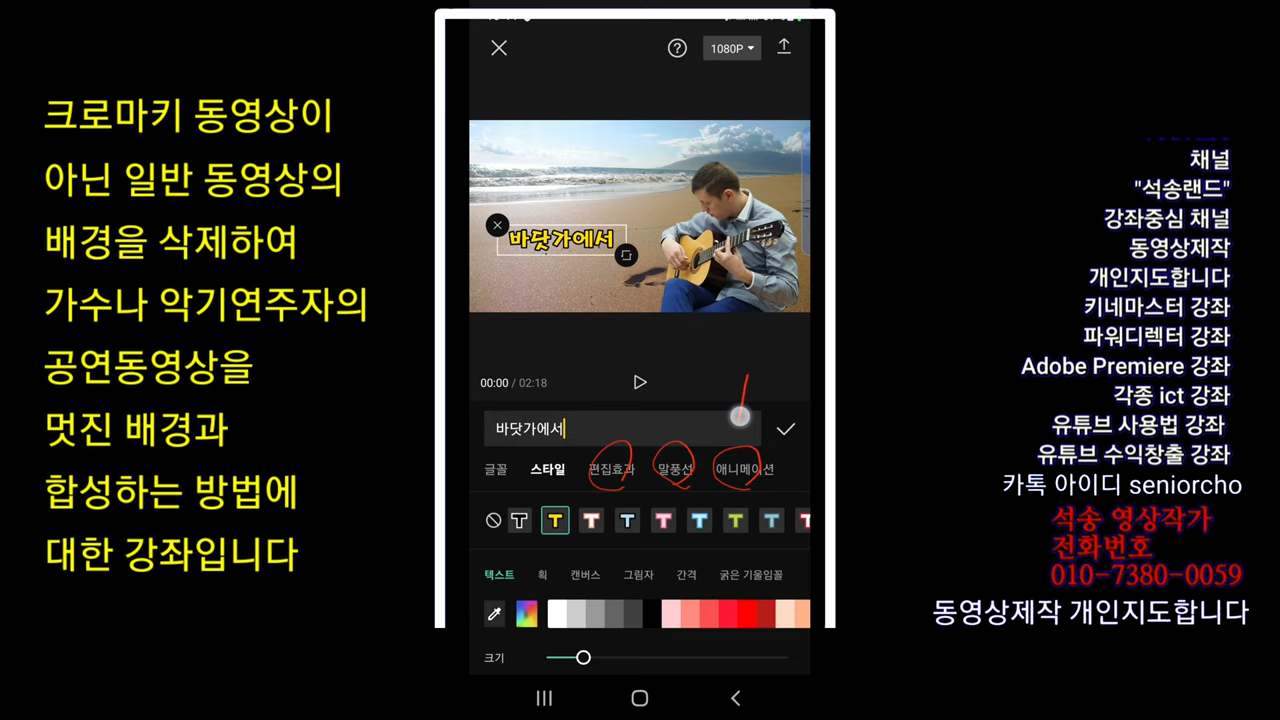 크로마키 동영상이
아닌 일반 동영상의
배경을 삭제하여
가수나 악기연주자의
공연동영상을
멋진 배경과
합성하는 방법에
대한 강좌입니다
1080P
바닷가에서
00:00 / 02:18
바닷가에서
글꼴 스타일 편집효과 말풍선 애니메이션
T T T T T T T T
텍스트 획 캔버스 그림자 간격 굵은 기울임꼴
크기
채널
"석송랜드"
강좌중심 채널
동영상제작
개인지도합니다
키네마스터 강좌
파워디렉터 강좌
Adobe Premiere 강좌
각종 ict 강좌
유튜브 사용법 강좌
유튜브 수익창출 강좌
카톡 아이디 seniorcho
석송 영상작가
전화번호
010-7380-0059
동영상제작 개인지도합니다